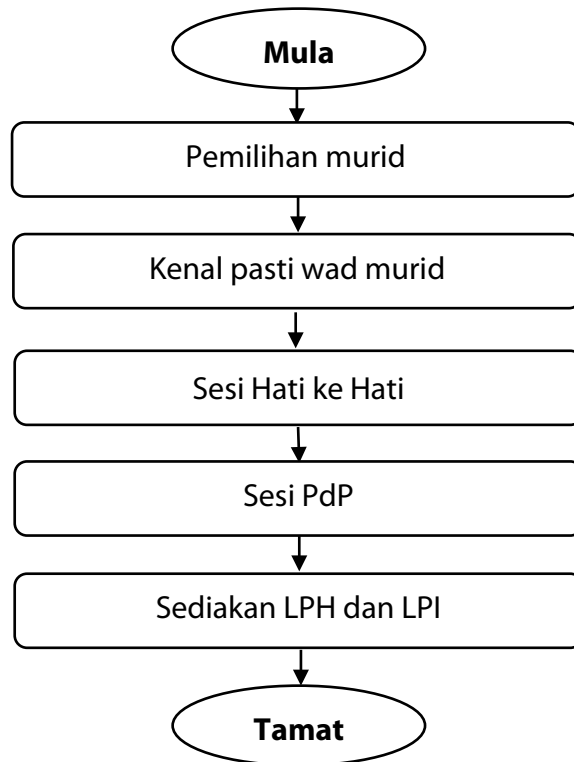 Mula
Pemilihan murid
Kenal pasti wad murid
Sesi Hati ke Hati
Sesi PdP
Sediakan LPH dan LPI
Tamat